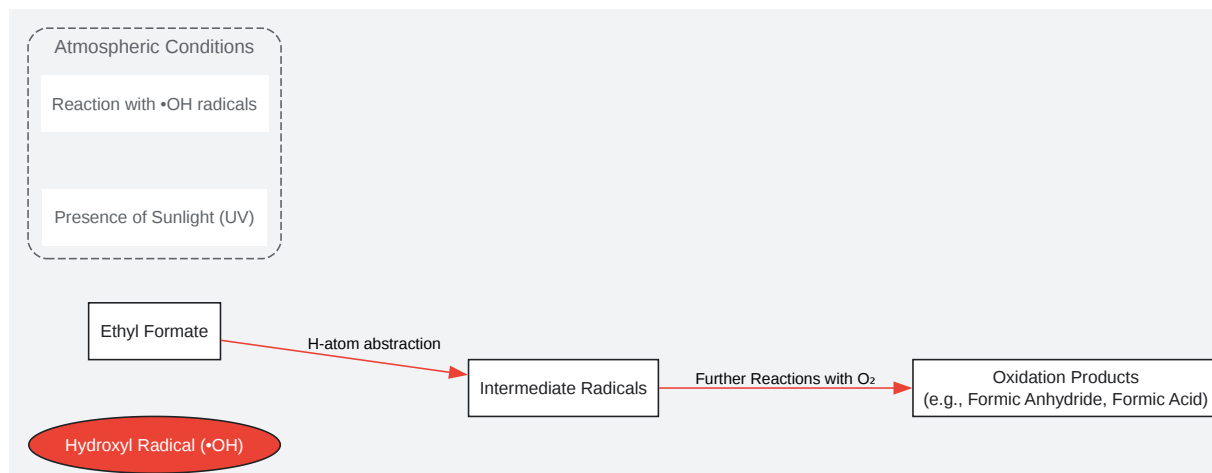 Atmospheric Conditions
Reaction with •OH radicals
Presence of Sunlight (UV)
Ethyl Formate
H-atom abstraction
Intermediate Radicals
Further Reactions with O₂
Oxidation Products
(e.g., Formic Anhydride, Formic Acid)
Hydroxyl Radical (•OH)